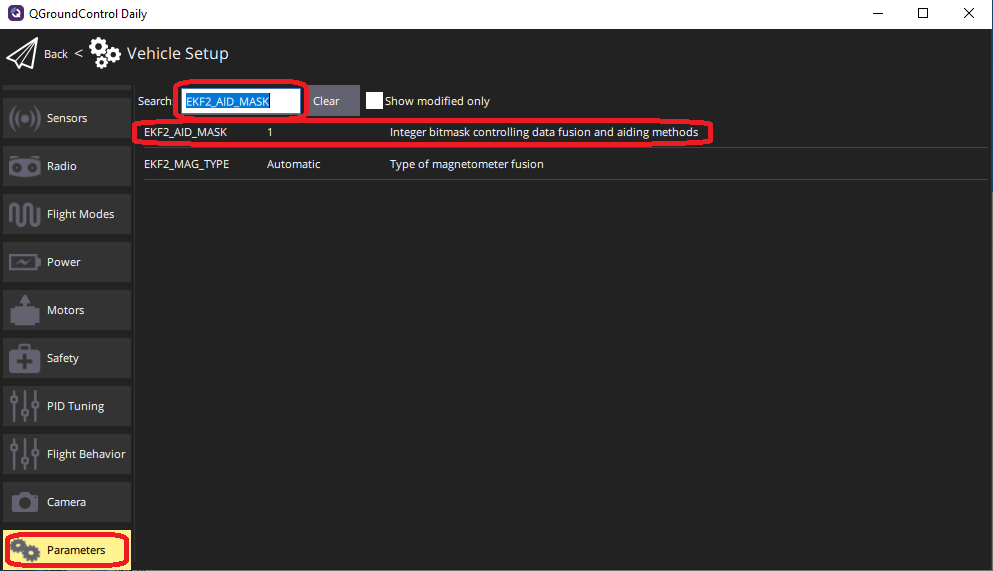 QGroundControl Daily
Back < Vehicle Setup
Search EKF2_AID_MASK Clear Show modified only
Sensors
Radio
Flight Modes
Power
Motors
Safety
PID Tuning
Flight Behavior
Camera
Parameters
EKF2_AID_MASK 1 Integer bitmask controlling data fusion and aiding methods
EKF2_MAG_TYPE Automatic Type of magnetometer fusion